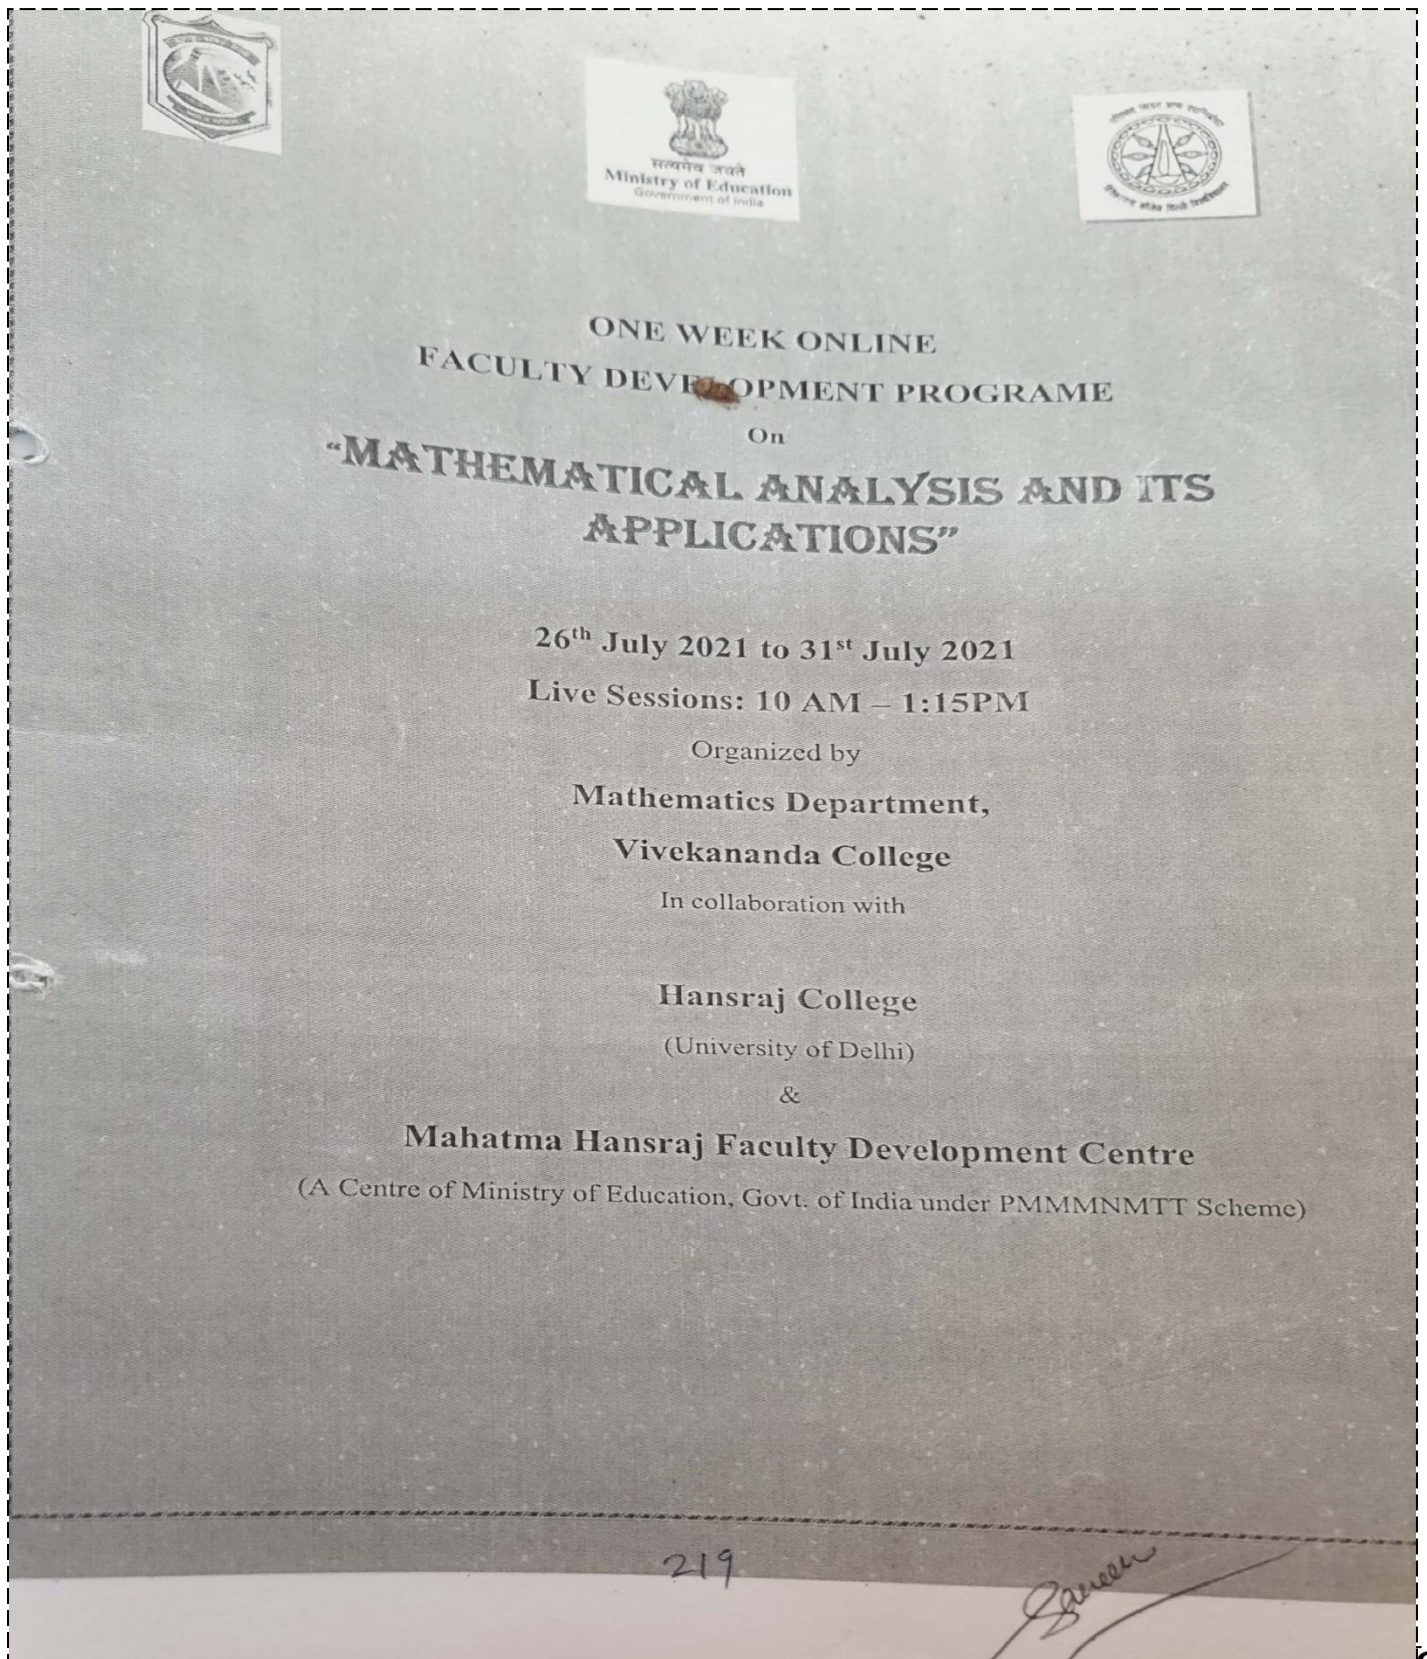 सत्यमेव जयते
Ministry of Education
Government of India
ONE WEEK ONLINE
FACULTY DEVELOPMENT PROGRAME
On
“MATHEMATICAL ANALYSIS AND ITS
APPLICATIONS”
26th July 2021 to 31st July 2021
Live Sessions: 10 AM – 1:15PM
Organized by
Mathematics Department,
Vivekananda College
In collaboration with
Hansraj College
(University of Delhi)
&
Mahatma Hansraj Faculty Development Centre
(A Centre of Ministry of Education, Govt. of India under PMMMNMTT Scheme)
219